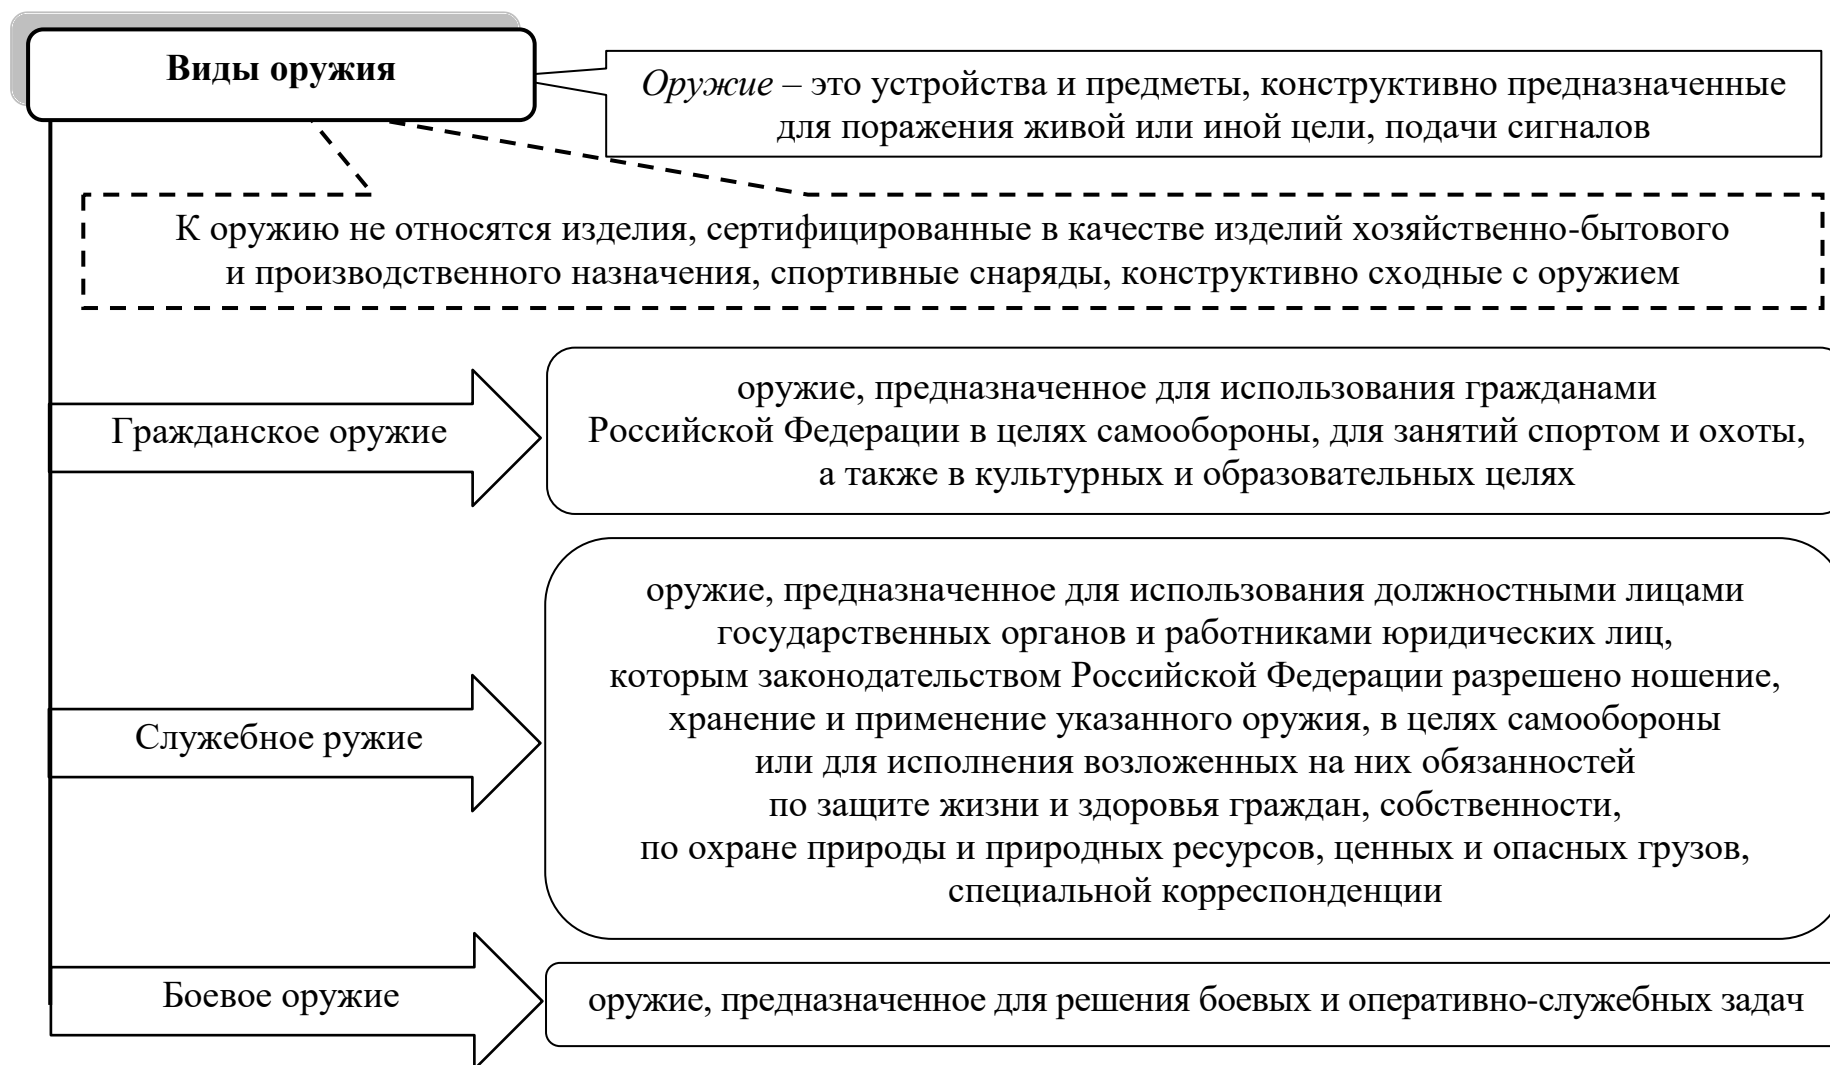 Виды оружия
Оружие – это устройства и предметы, конструктивно предназначенные
для поражения живой или иной цели, подачи сигналов
К оружию не относятся изделия, сертифицированные в качестве изделий хозяйственно-бытового
и производственного назначения, спортивные снаряды, конструктивно сходные с оружием
Гражданское оружие
оружие, предназначенное для использования гражданами
Российской Федерации в целях самообороны, для занятий спортом и охоты,
а также в культурных и образовательных целях
Служебное ружие
оружие, предназначенное для использования должностными лицами
государственных органов и работниками юридических лиц,
которым законодательством Российской Федерации разрешено ношение,
хранение и применение указанного оружия, в целях самообороны
или для исполнения возложенных на них обязанностей
по защите жизни и здоровья граждан, собственности,
по охране природы и природных ресурсов, ценных и опасных грузов,
специальной корреспонденции
Боевое оружие
оружие, предназначенное для решения боевых и оперативно-служебных задач